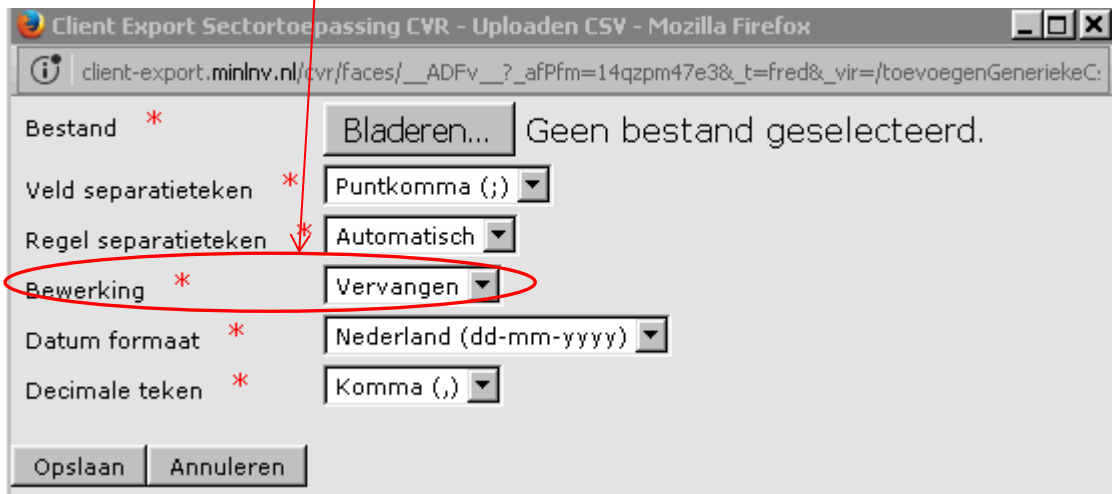 Client Export Sectortoepassing CVR - Uploaden CSV - Mozilla Firefox
client-export.minlnv.nl/cvr/faces/__ADFv__?_afPfm=14qzpm47e3&_t=fred&_vir=/toevoegenGeneriekeC
Bestand * Bladeren... Geen bestand geselecteerd.
Veld separatieteken * Puntkomma (;)
Regel separatieteken * Automatisch
Bewerking * Vervangen
Datum formaat * Nederland (dd-mm-yyyy)
Decimale teken * Komma (,)
Opslaan Annuleren